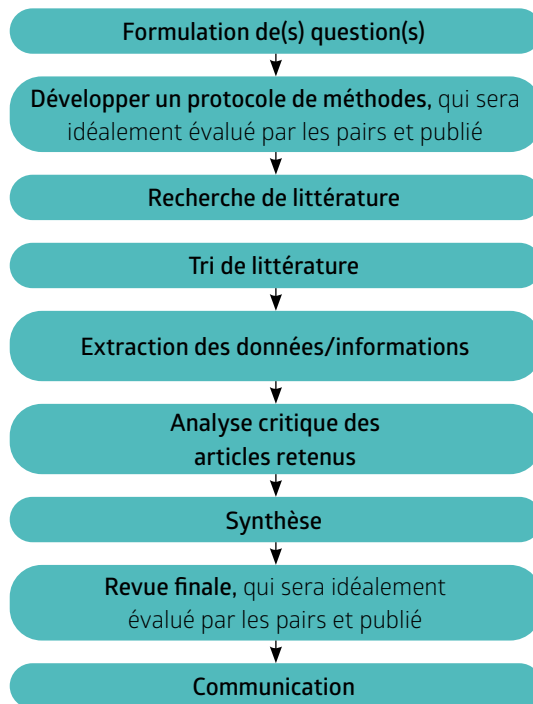 Formulation de(s) question(s)
Développer un protocole de méthodes, qui sera
idéalement évalué par les pairs et publié
Recherche de littérature
Tri de littérature
Extraction des données/informations
Analyse critique des
articles retenus
Synthèse
Revue finale, qui sera idéalement
évalué par les pairs et publié
Communication